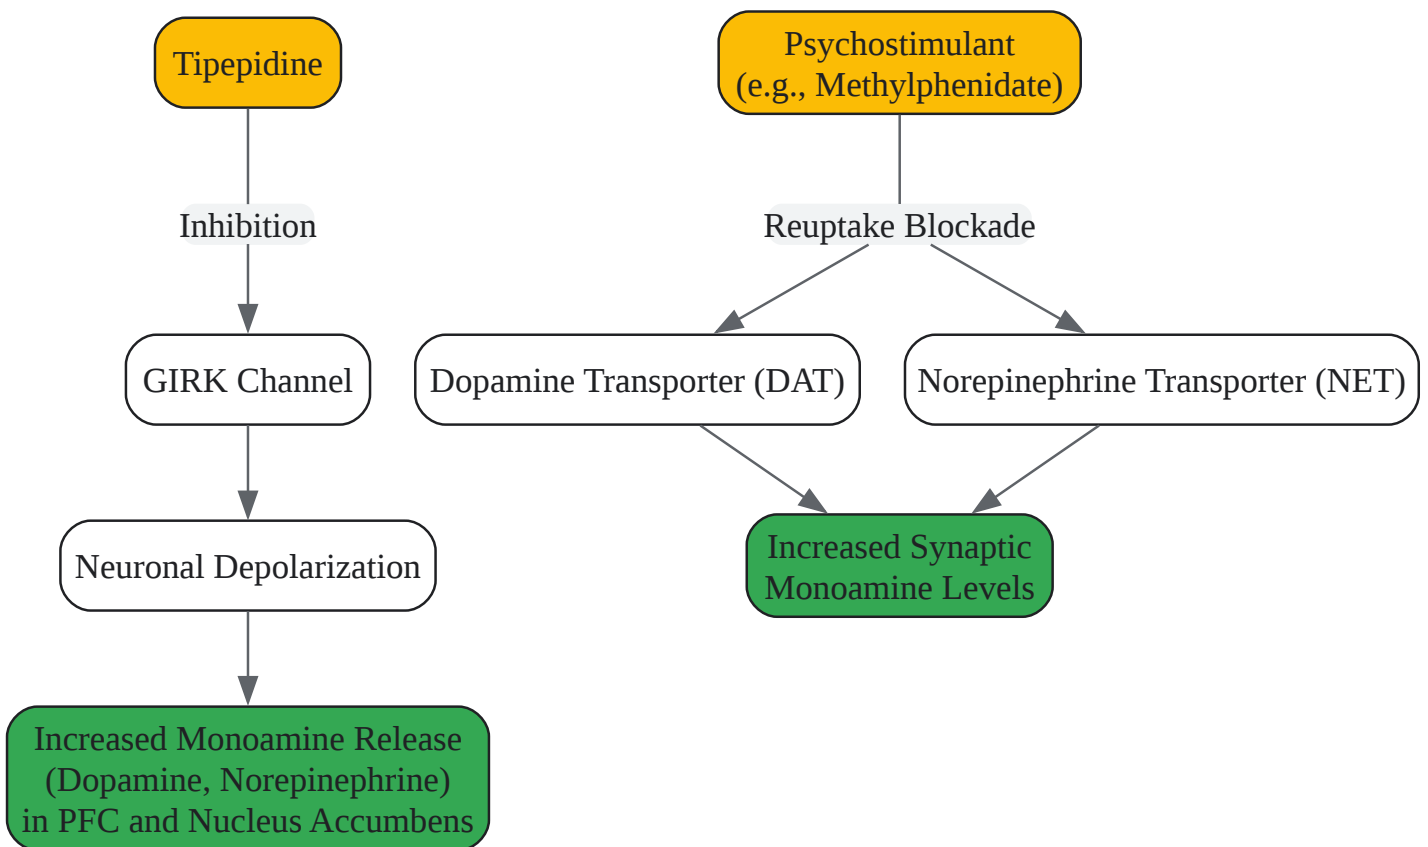 Tipepidine
Psychostimulant
(e.g., Methylphenidate)
Inhibition
Reuptake Blockade
GIRK Channel
Dopamine Transporter (DAT)
Norepinephrine Transporter (NET)
Neuronal Depolarization
Increased Synaptic
Monoamine Levels
Increased Monoamine Release
(Dopamine, Norepinephrine)
in PFC and Nucleus Accumbens